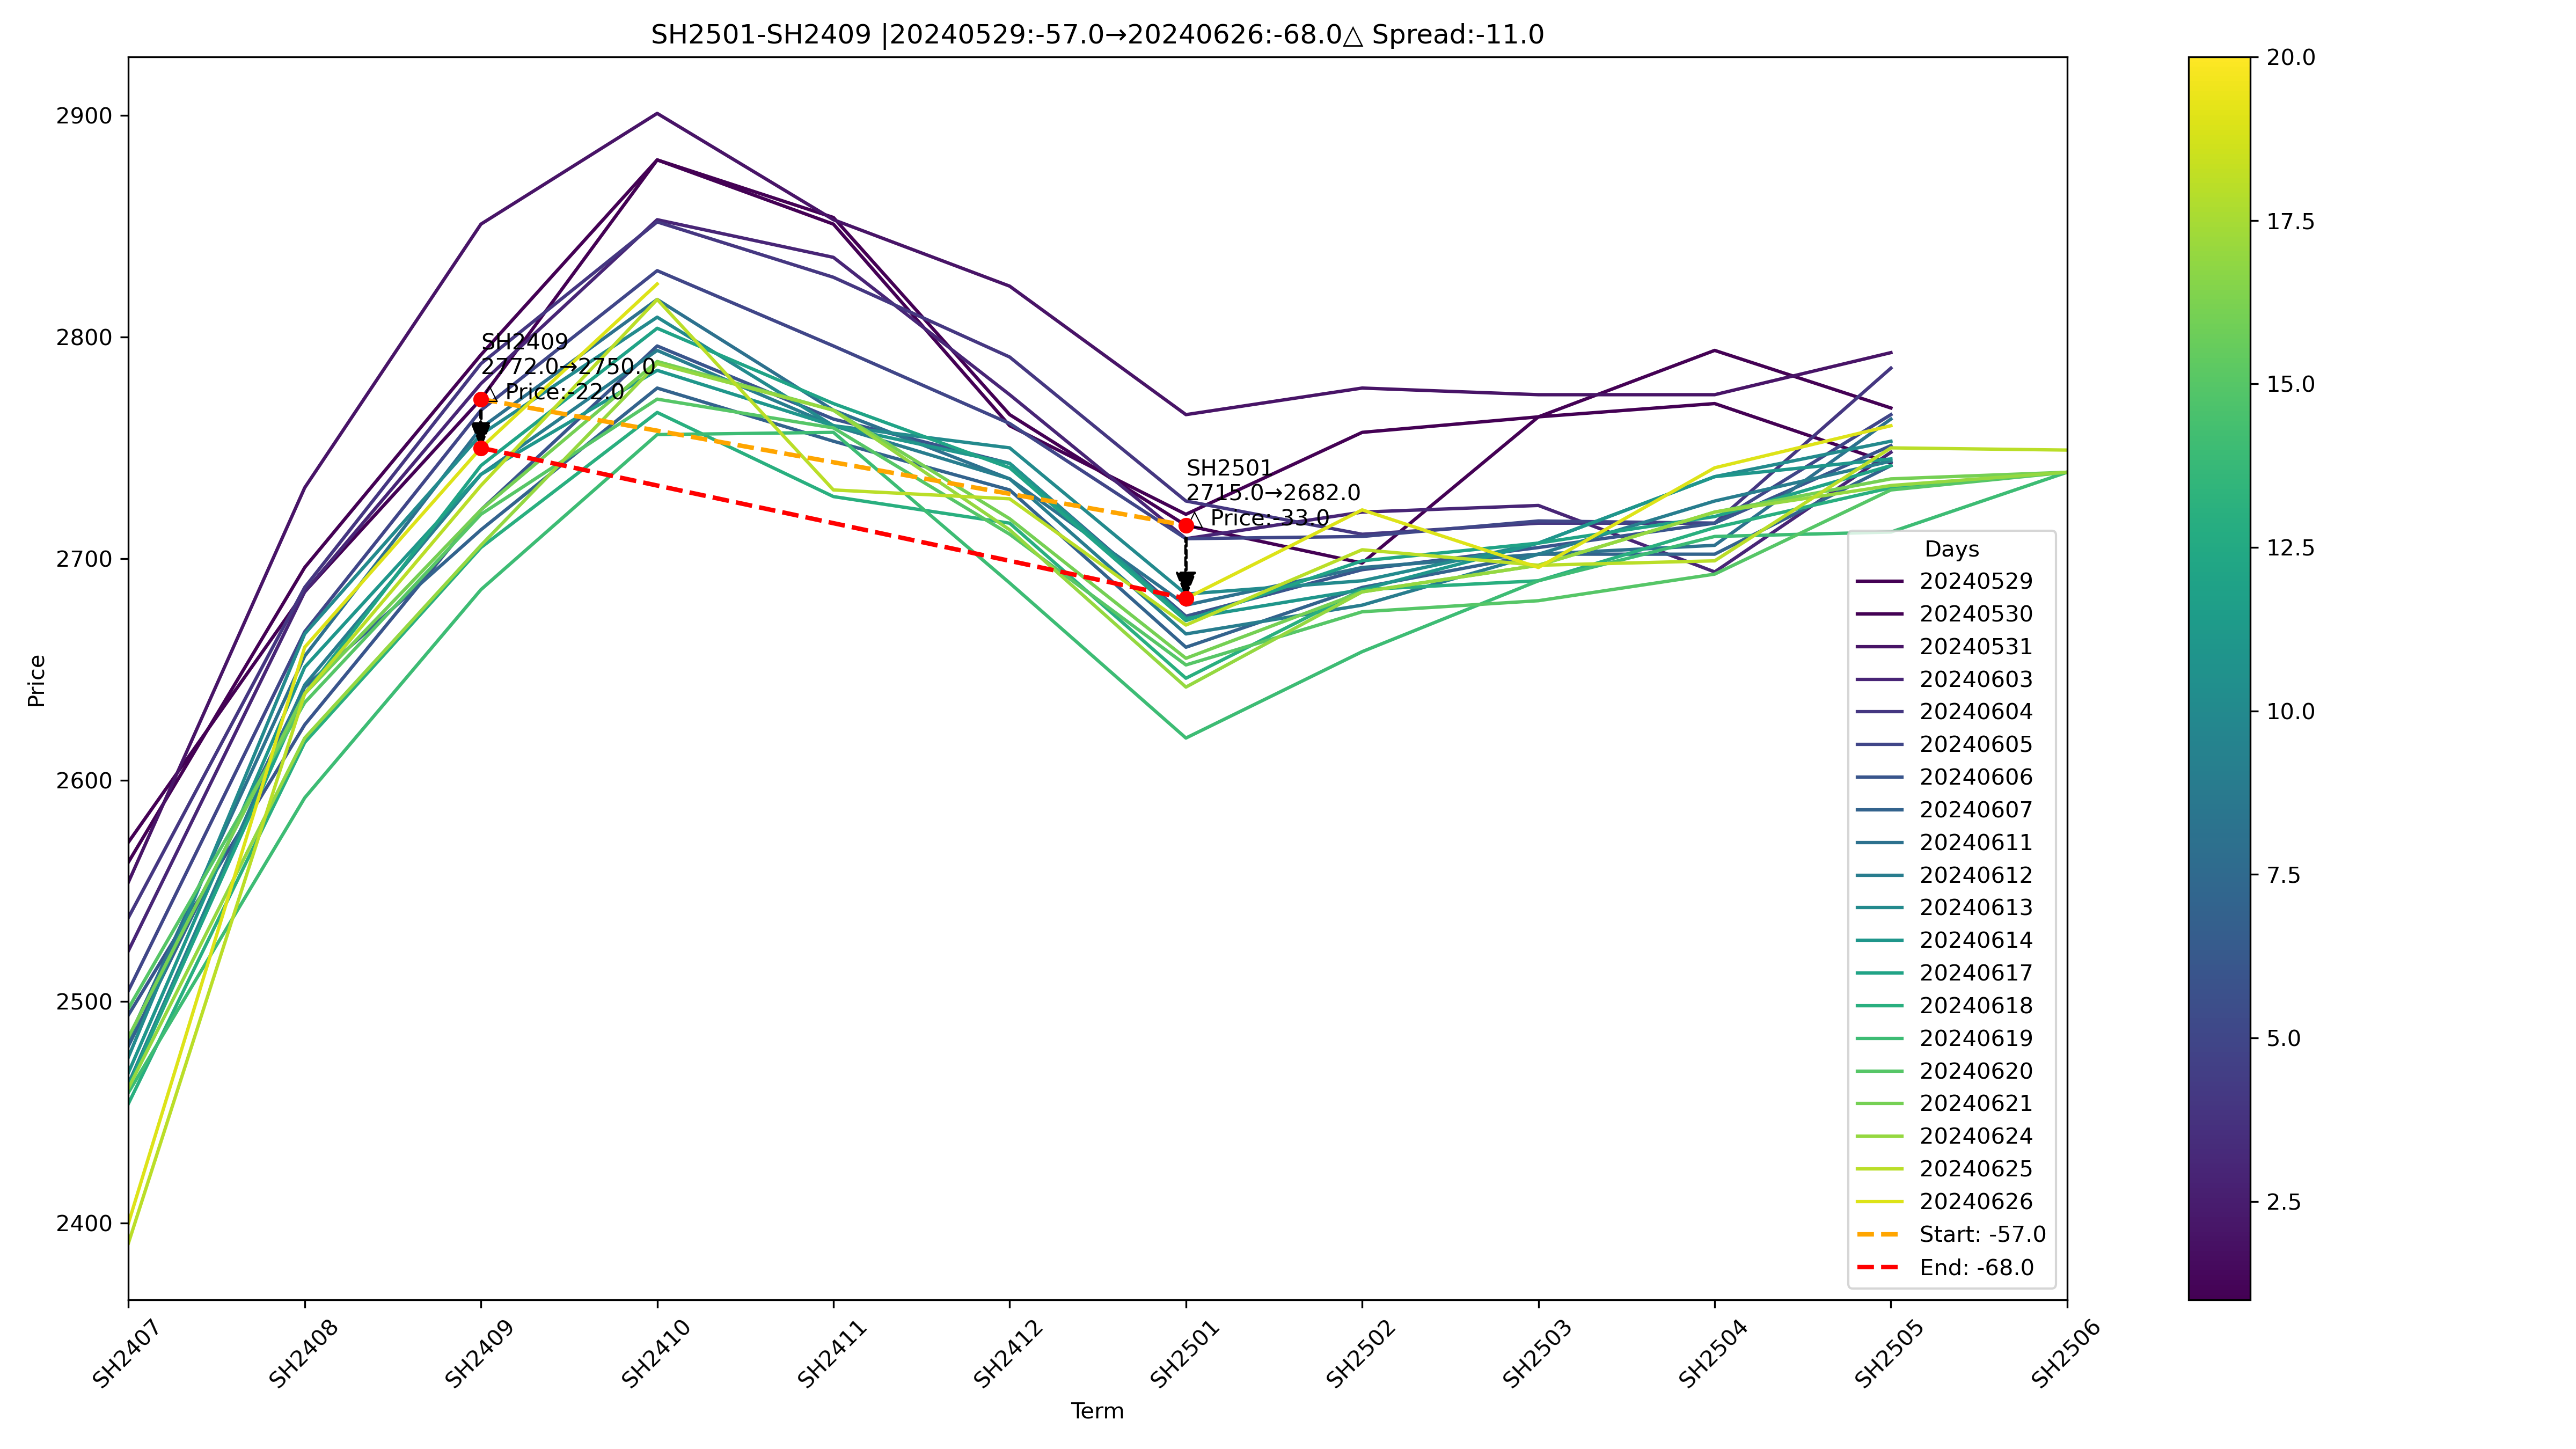 SH2501-SH2409 |20240529:-57.0→20240626:-68.0△ Spread:-11.0
Price
2900
2800
2700
2600
2500
2400
SH2409
2772.0→2750.0
△ Price:-22.0
SH2501
2715.0→2682.0
△ Price:-33.0
Days
20240529
20240530
20240531
20240603
20240604
20240605
20240606
20240607
20240611
20240612
20240613
20240614
20240617
20240618
20240619
20240620
20240621
20240624
20240625
20240626
Start: -57.0
End: -68.0
SH2407
SH2408
SH2409
SH2410
SH2411
SH2412
SH2501
SH2502
SH2503
SH2504
SH2505
SH2506
Term
20.0
17.5
15.0
12.5
10.0
7.5
5.0
2.5